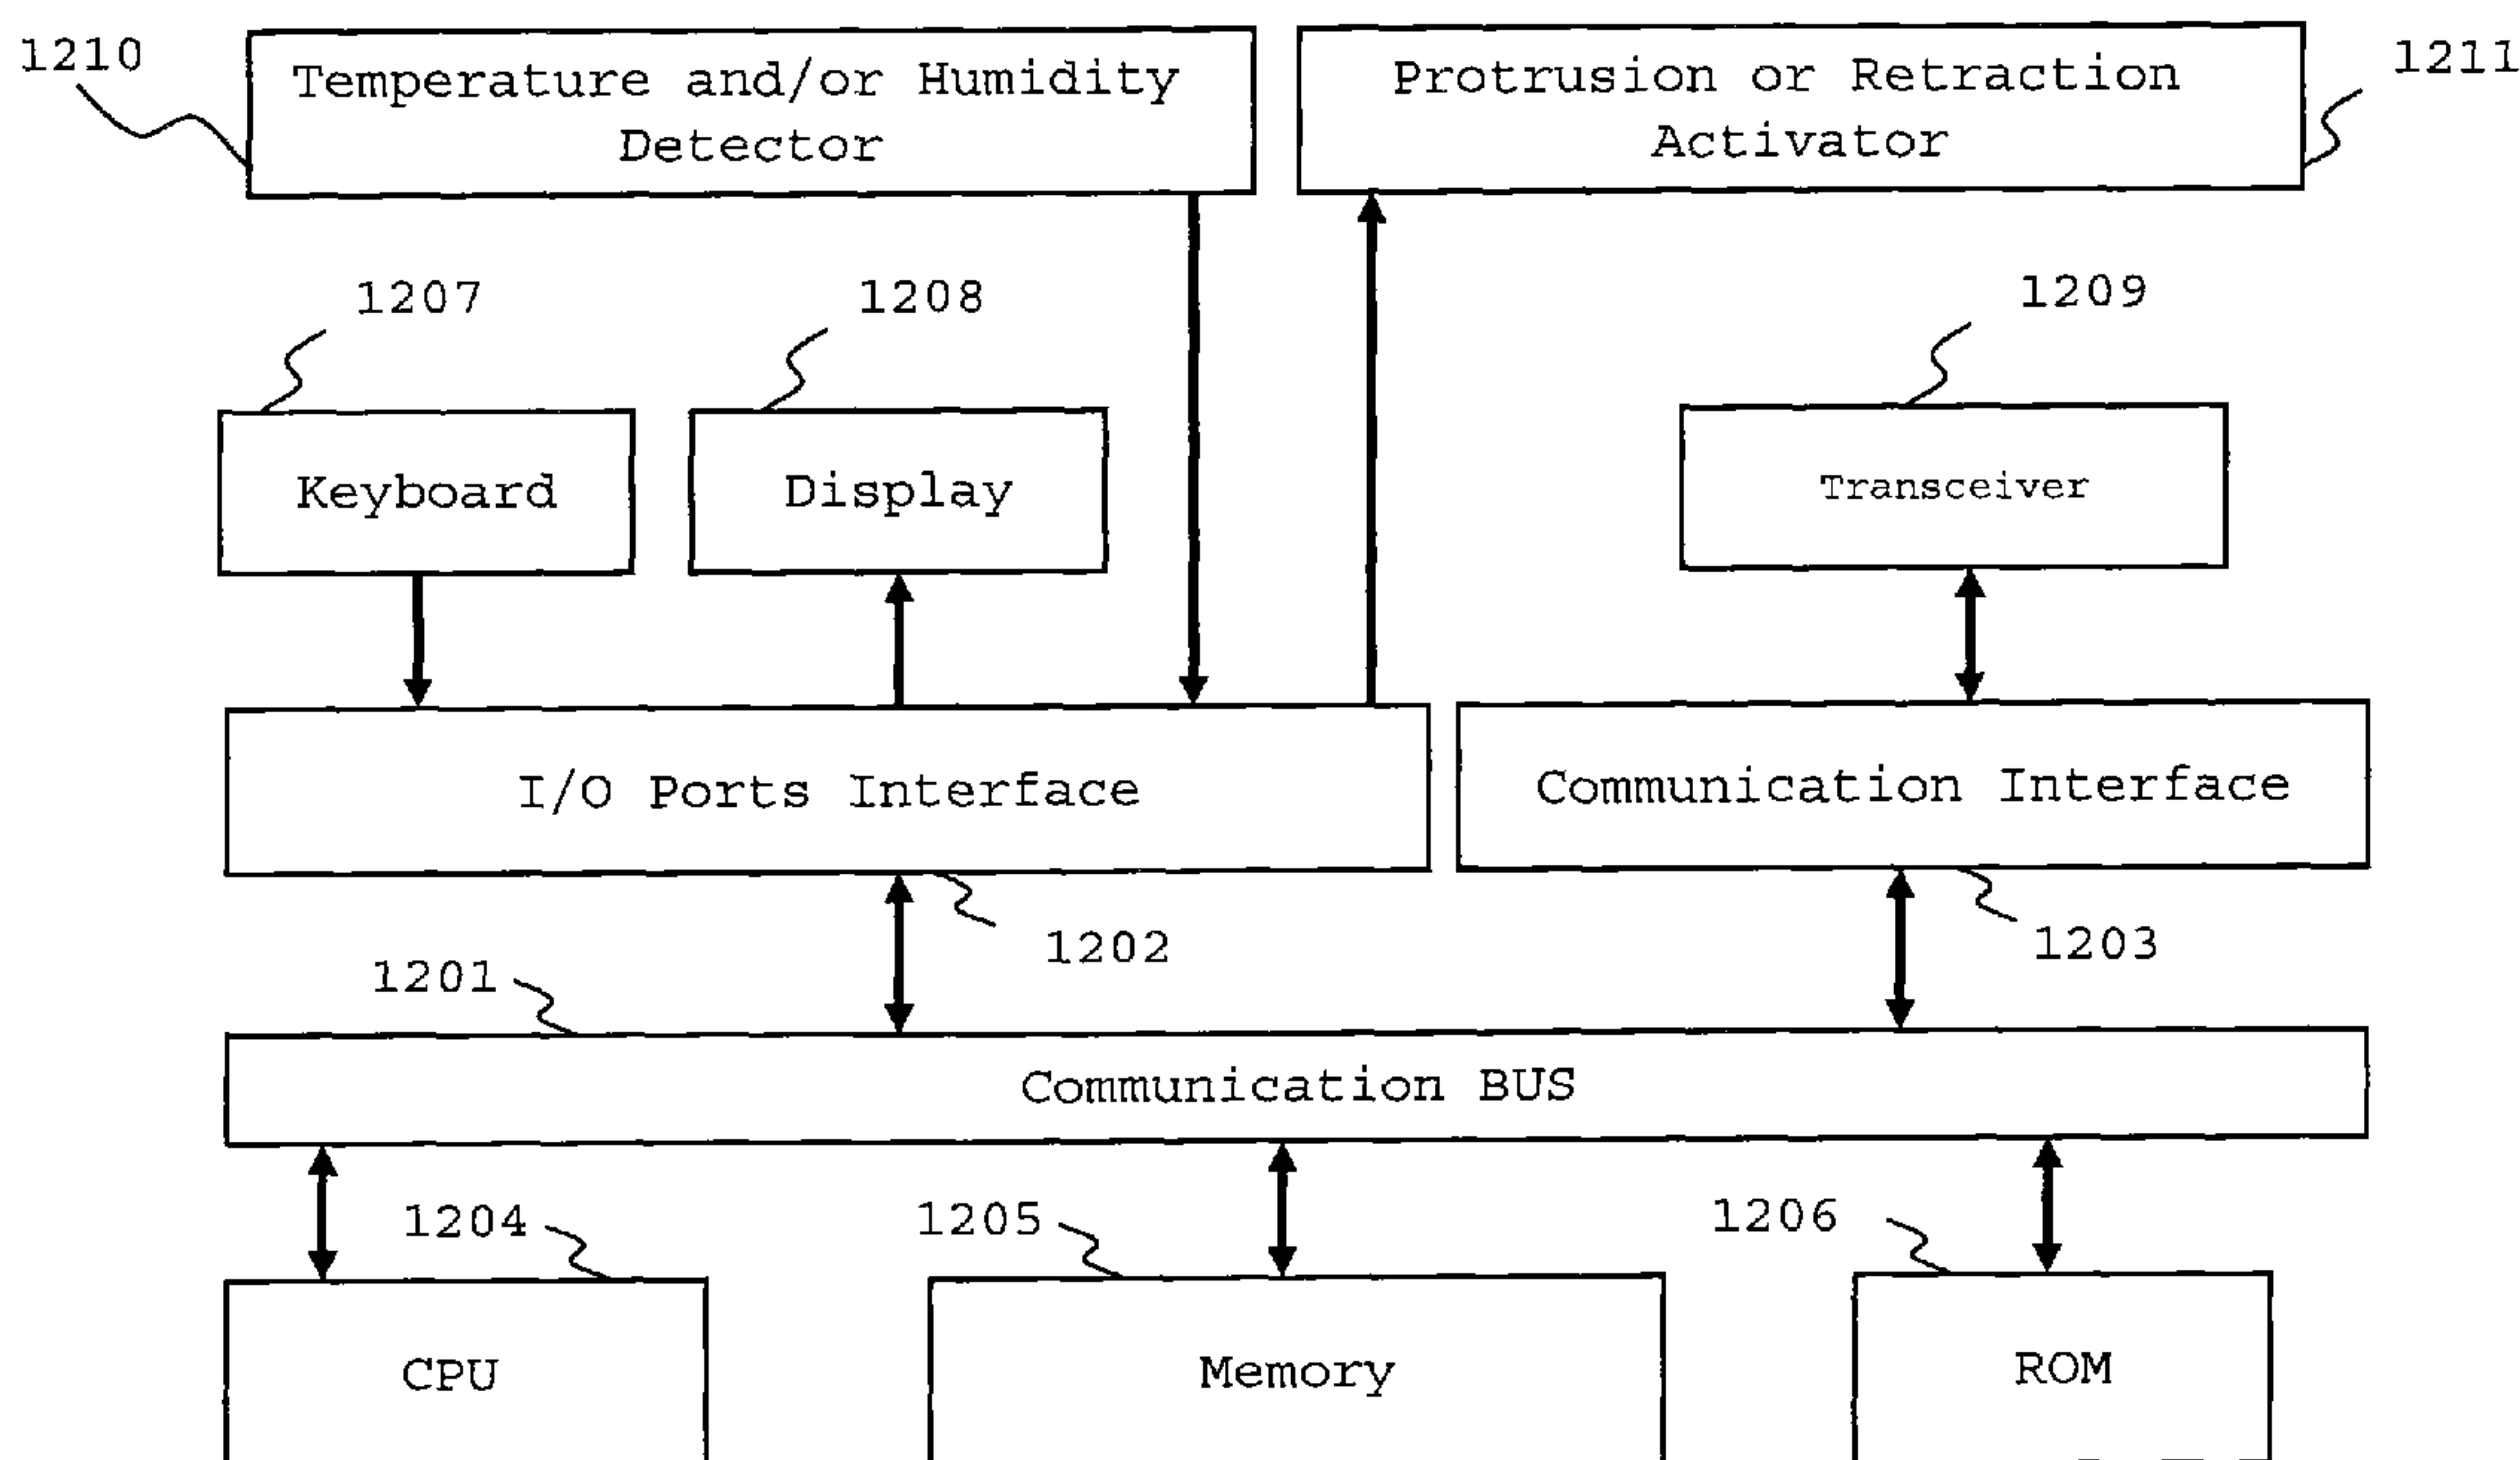 1210
Temperature and/or Humidity
Detector
Protrusion or Retraction
Activator
1211
1207
1208
1209
Keyboard
Display
Transceiver
I/O Ports Interface
Communication Interface
1202
1203
1201
Communication BUS
1204
1205
1206
CPU
Memory
ROM